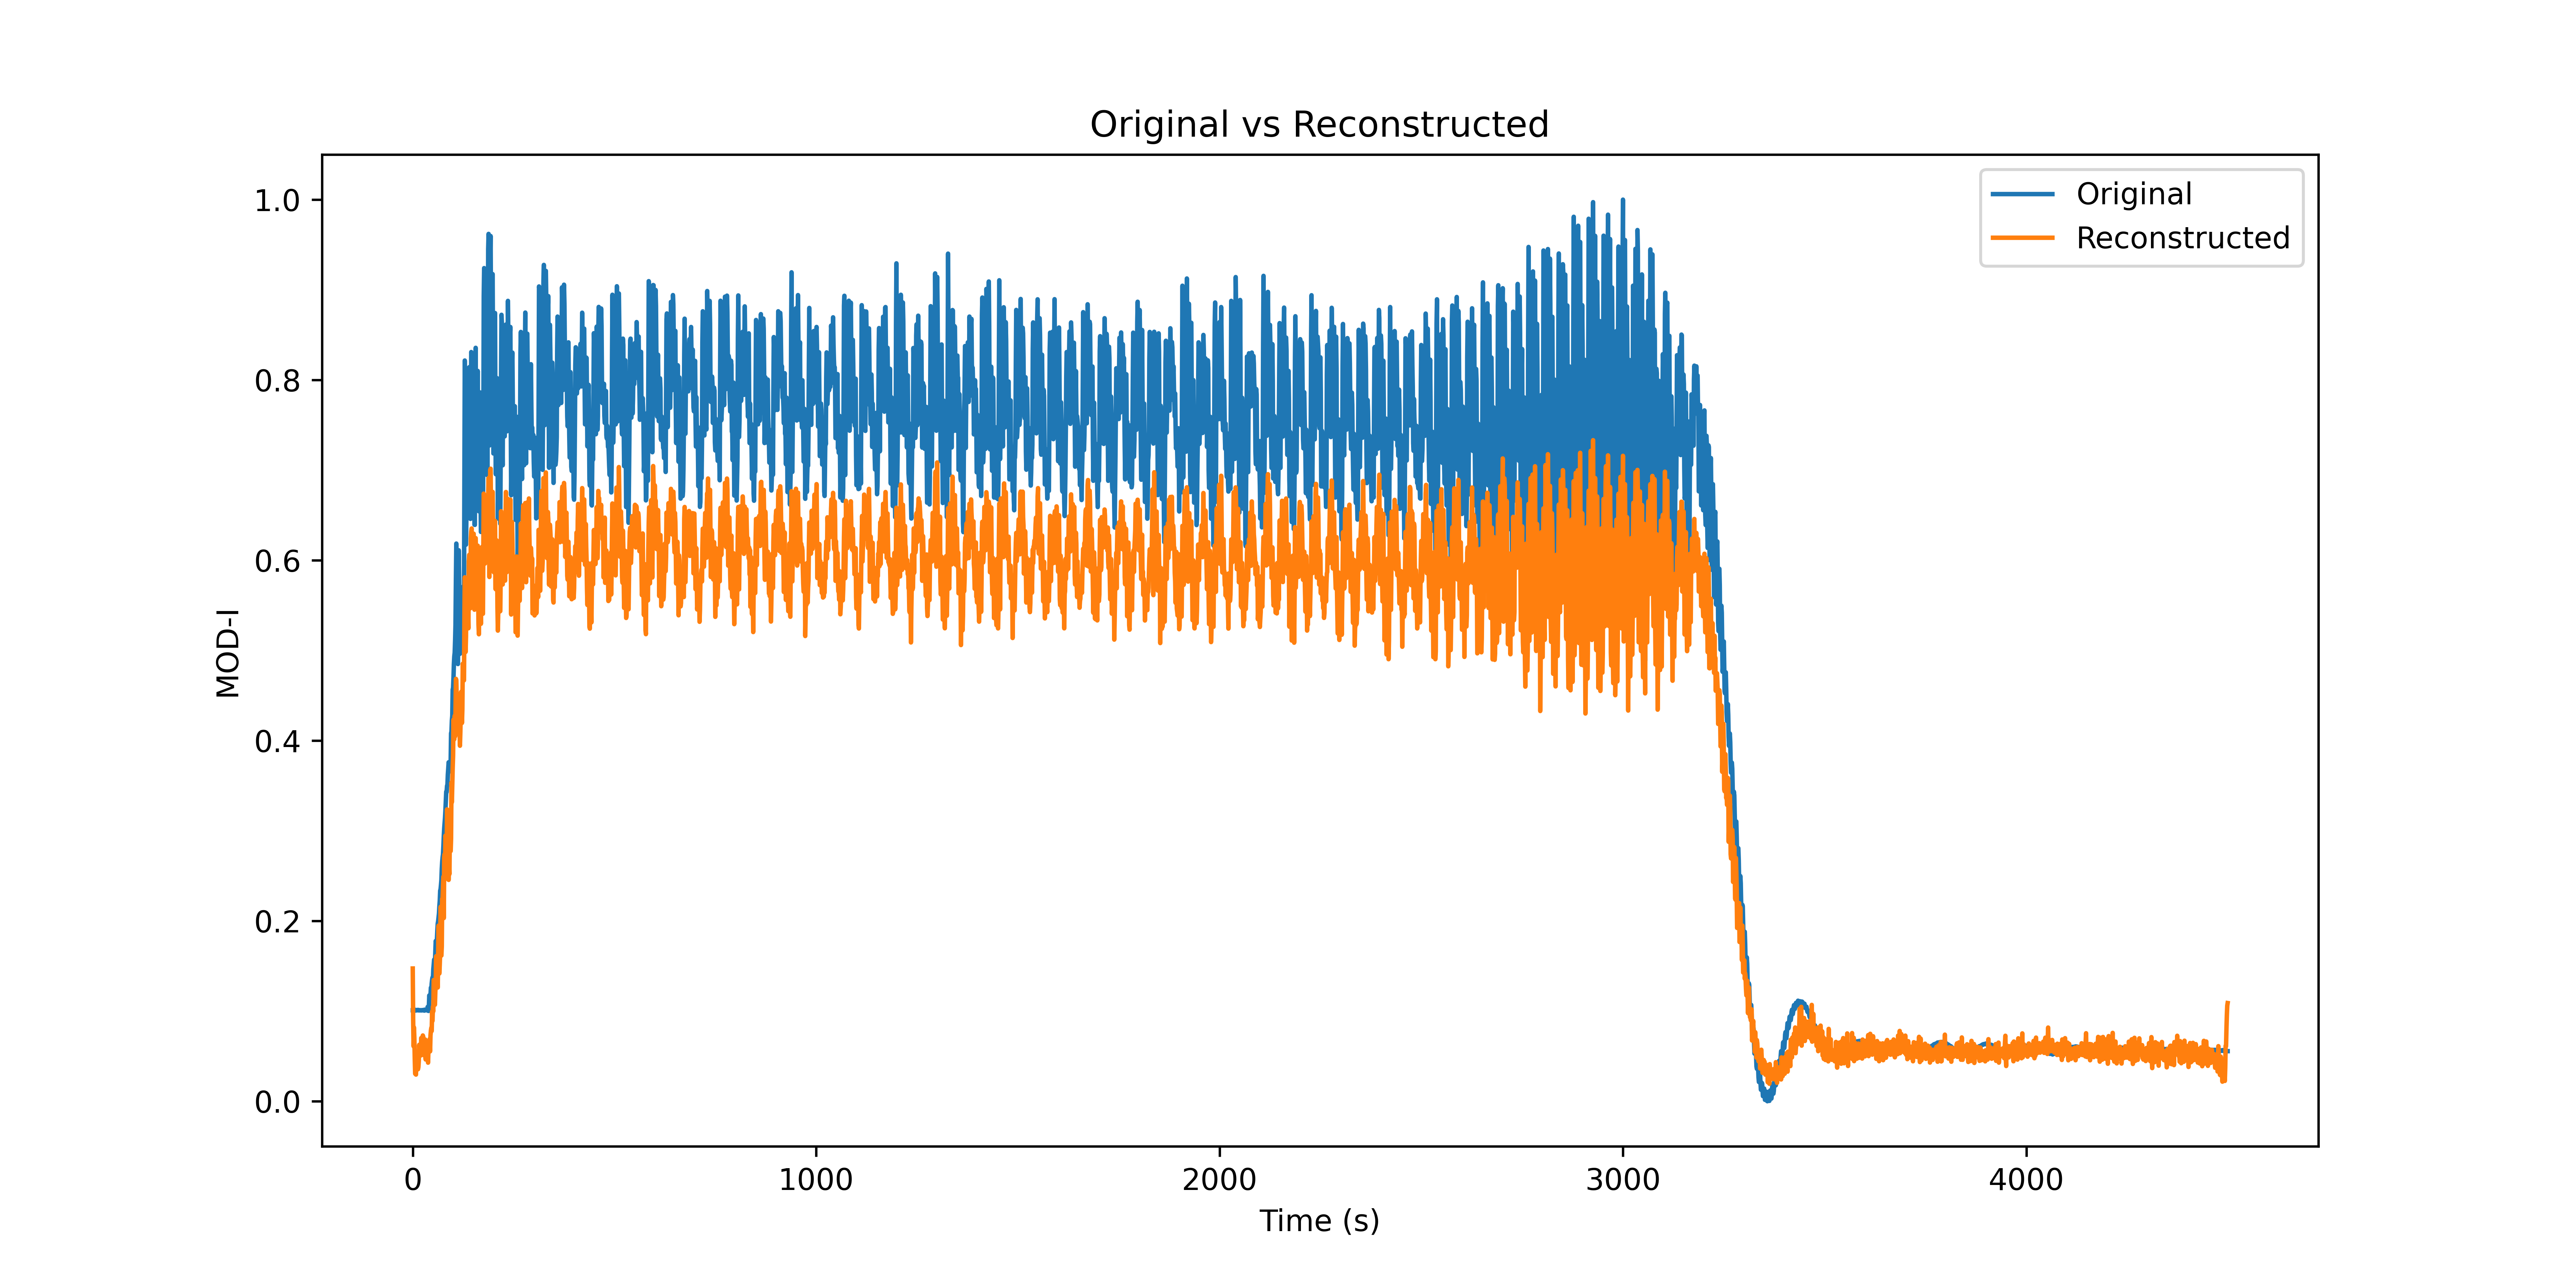 Original vs Reconstructed
Original
Reconstructed
1.0
0.8
0.6
0.4
0.2
0.0
MOD-I
0
1000
2000
3000
4000
Time (s)